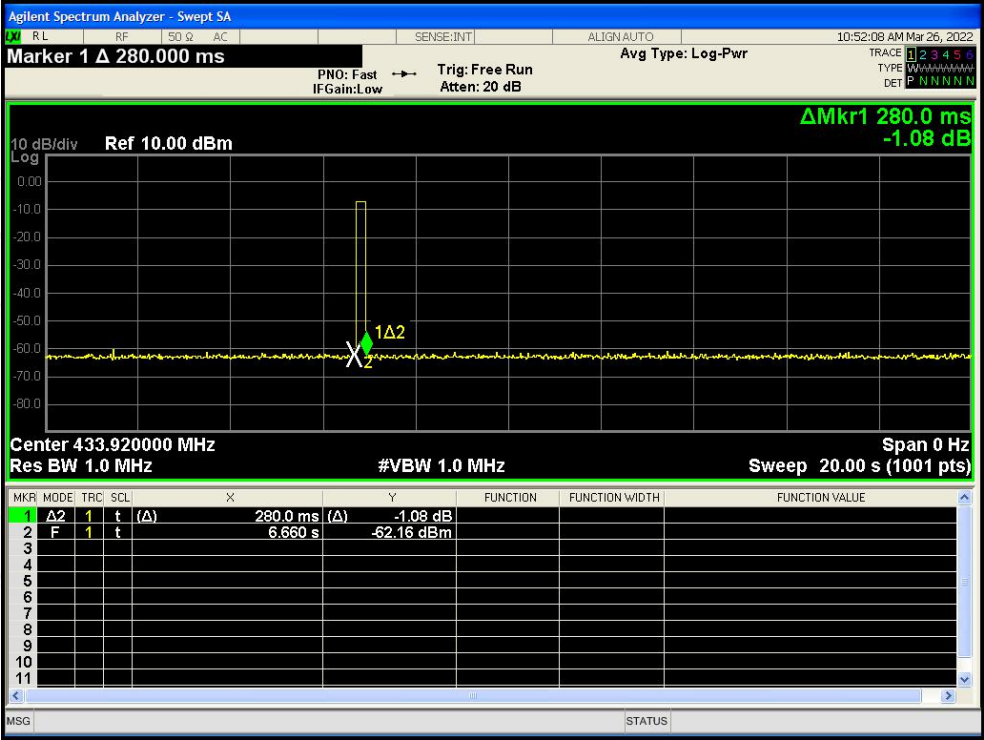 Agilent Spectrum Analyzer - Swept SA
LXI RL RF 50 Ω AC SENSE:INT ALIGN AUTO 10:52:08 AM Mar 26, 2022
Marker 1 Δ 280.000 ms Avg Type: Log-Pwr TRACE 1 2 3 4 5 6
PNO: Fast Trig: Free Run TYPE WWWWWW
IFGain:Low Atten: 20 dB DET P N N N N N
ΔMkr1 280.0 ms
10 dB/div Ref 10.00 dBm -1.08 dB
Log
0.00
-10.0
-20.0
-30.0
-40.0
-50.0
1Δ2
-60.0
X2
-70.0
-80.0
Center 433.920000 MHz Span 0 Hz
Res BW 1.0 MHz #VBW 1.0 MHz Sweep 20.00 s (1001 pts)
MKR MODE TRC SCL X Y FUNCTION FUNCTION WIDTH FUNCTION VALUE
1 Δ2 1 t (Δ) 280.0 ms (Δ) -1.08 dB
2 F 1 t 6.660 s -62.16 dBm
3
4
5
6
7
8
9
10
11
MSG STATUS